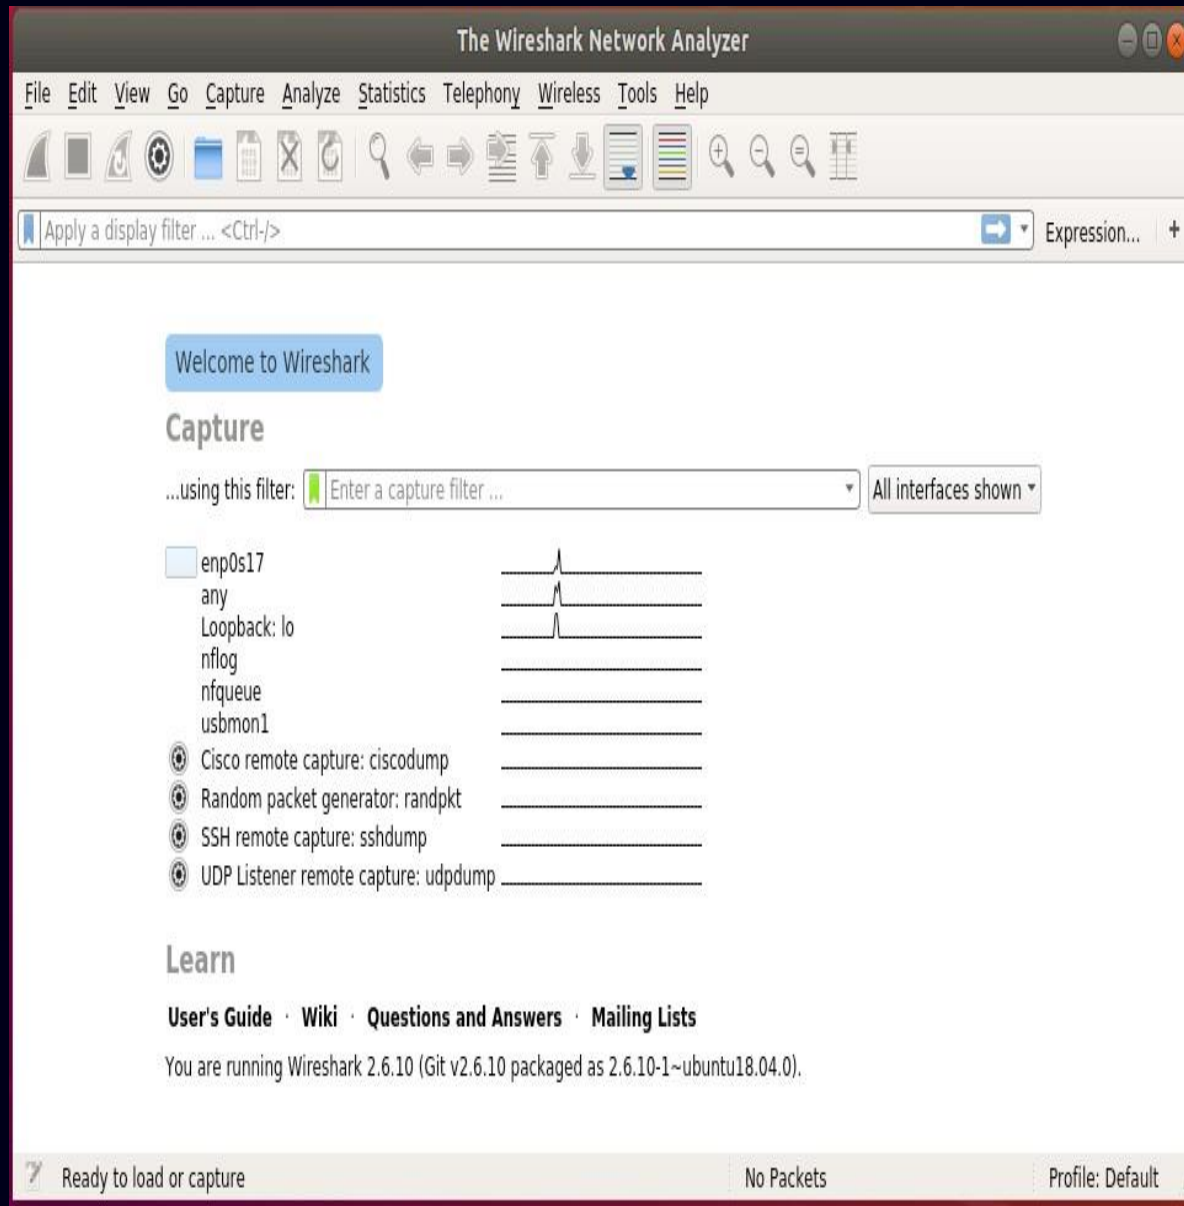 The Wireshark Network Analyzer
File Edit View Go Capture Analyze Statistics Telephony Wireless Tools Help
Apply a display filter ... <Ctrl-/> Expression... +
Welcome to Wireshark
Capture
...using this filter: Enter a capture filter ... All interfaces shown
enp0s17
any
Loopback: lo
nflog
nfqueue
usbmon1
Cisco remote capture: ciscodump
Random packet generator: randpkt
SSH remote capture: sshdump
UDP Listener remote capture: udpdump
Learn
User's Guide · Wiki · Questions and Answers · Mailing Lists
You are running Wireshark 2.6.10 (Git v2.6.10 packaged as 2.6.10-1~ubuntu18.04.0).
Ready to load or capture No Packets Profile: Default